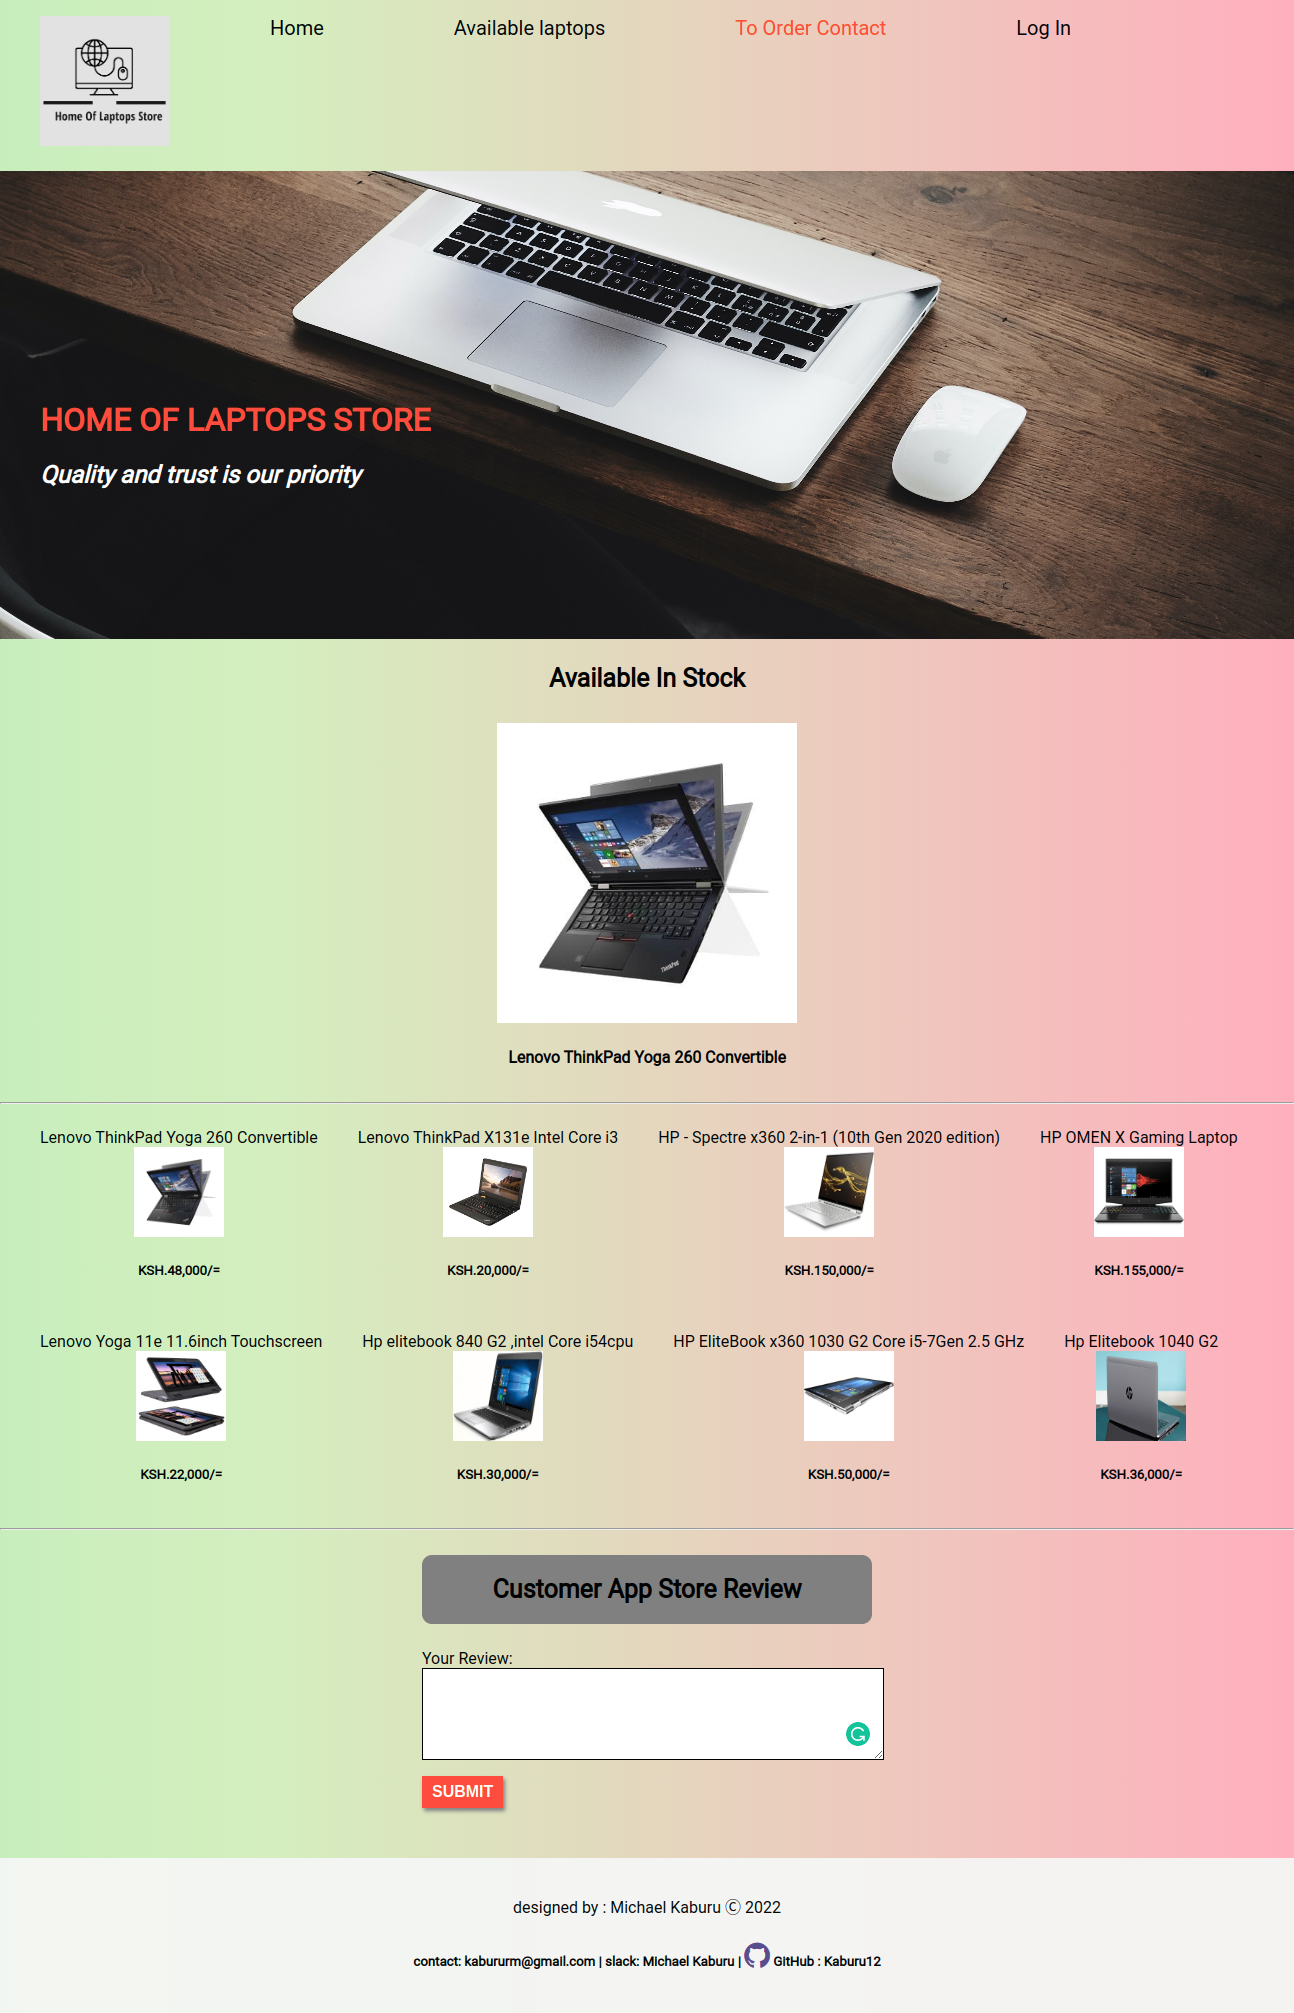 Home Of Laptops Store
Home Available laptops To Order Contact Log In
HOME OF LAPTOPS STORE
Quality and trust is our priority
Available In Stock
ThinkPad
Lenovo ThinkPad Yoga 260 Convertible
Lenovo ThinkPad Yoga 260 Convertible Lenovo ThinkPad X131e Intel Core i3 HP - Spectre x360 2-in-1 (10th Gen 2020 edition) HP OMEN X Gaming Laptop
KSH.48,000/= KSH.20,000/= KSH.150,000/= KSH.155,000/=
Lenovo Yoga 11e 11.6inch Touchscreen Hp elitebook 840 G2 ,intel Core i54cpu HP EliteBook x360 1030 G2 Core i5-7Gen 2.5 GHz Hp Elitebook 1040 G2
KSH.22,000/= KSH.30,000/= KSH.50,000/= KSH.36,000/=
Customer App Store Review
Your Review:
SUBMIT
designed by : Michael Kaburu Ⓒ 2022
contact: kabururm@gmail.com | slack: Michael Kaburu | GitHub : Kaburu12